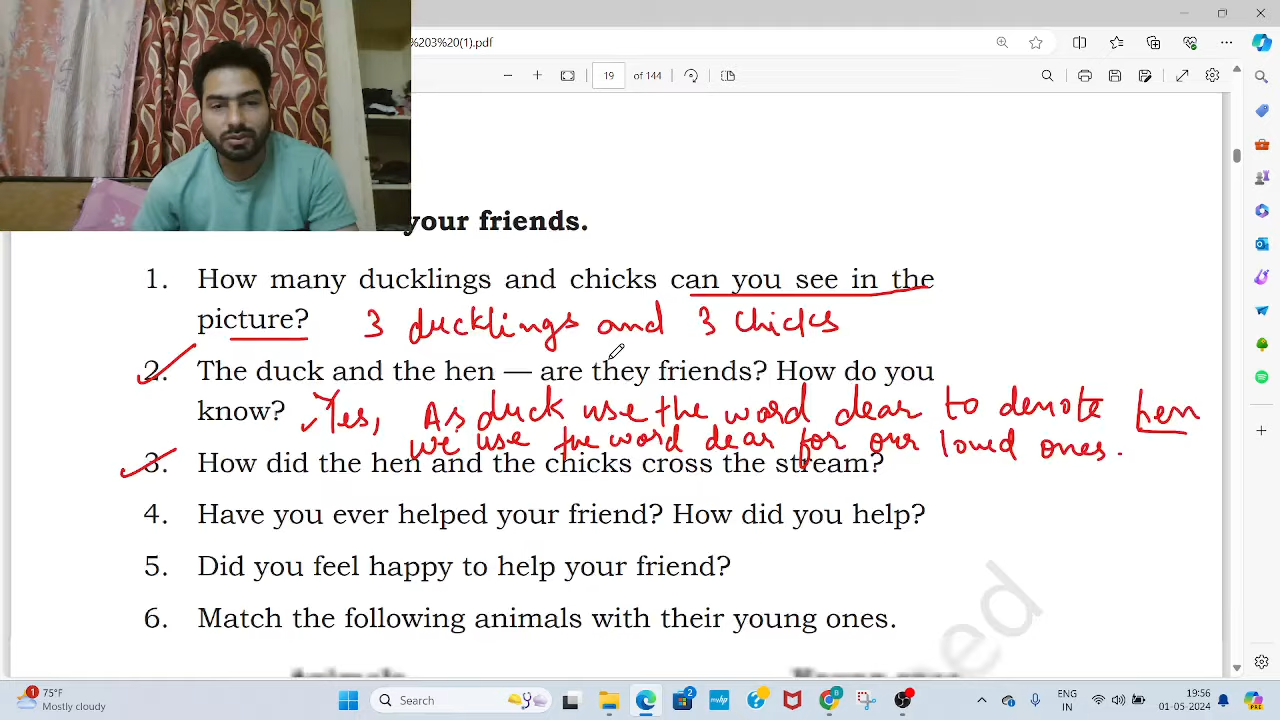 %203%20(1).pdf
19 of 144
your friends.
1. How many ducklings and chicks can you see in the
picture? 3 ducklings and 3 chicks
2. The duck and the hen — are they friends? How do you
know? Yes, As duck use the word dear to denote hen
we use the word dear for our loved ones.
3. How did the hen and the chicks cross the stream?
4. Have you ever helped your friend? How did you help?
5. Did you feel happy to help your friend?
6. Match the following animals with their young ones.
ed
1
75°F
Mostly cloudy
Search
2
ENG
IN
19:56
01-05-2024